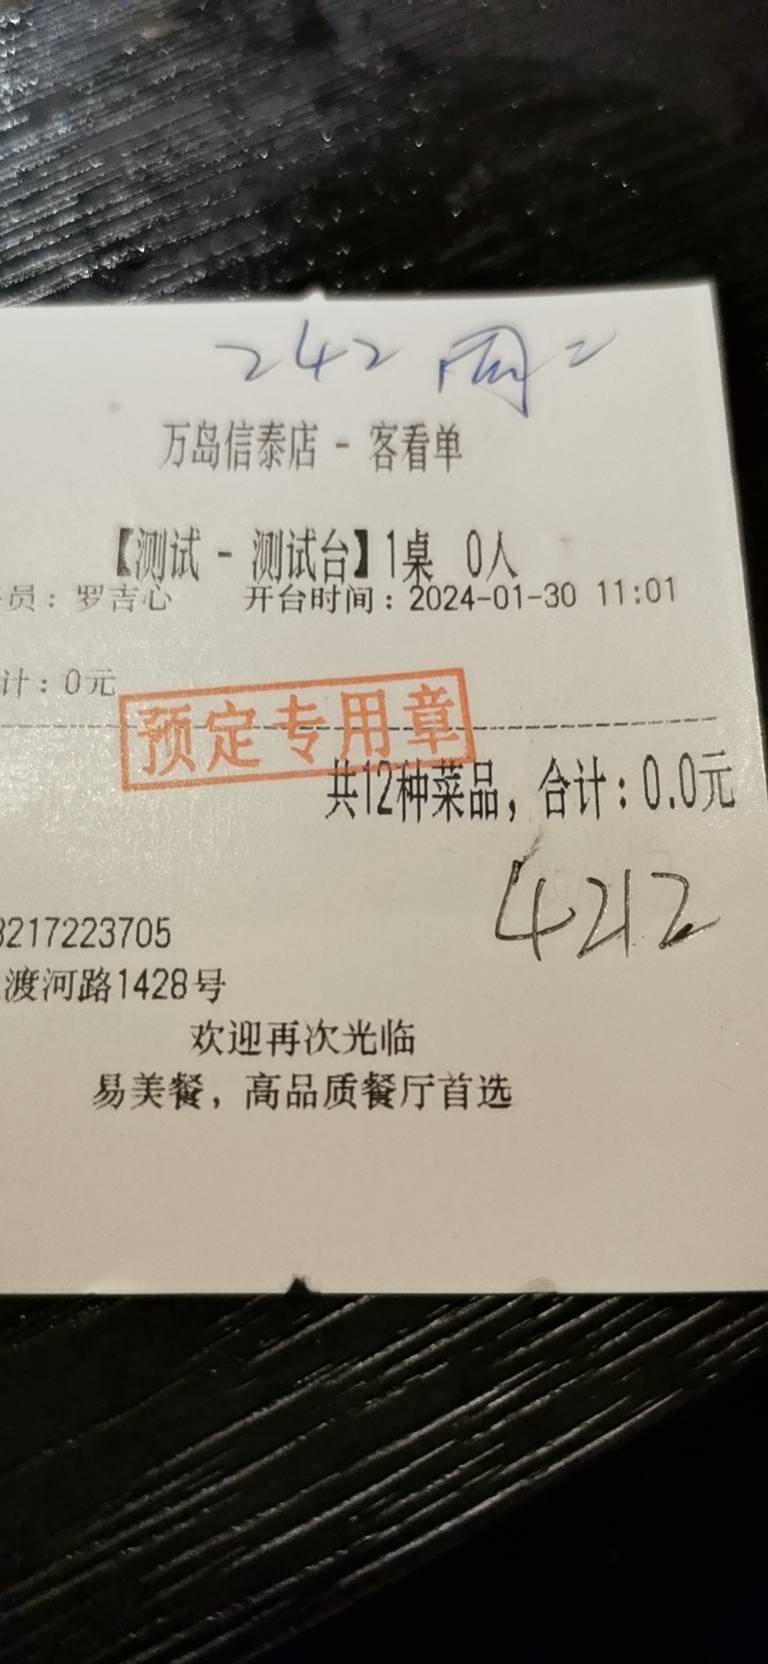 242 周二
万岛信泰店 - 客看单
【测试 - 测试台】1桌 0人
员：罗吉心 开台时间：2024-01-30 11:01
计：0元
预定专用章
共12种菜品，合计：0.0元
4212
3217223705
渡河路1428号
欢迎再次光临
易美餐，高品质餐厅首选